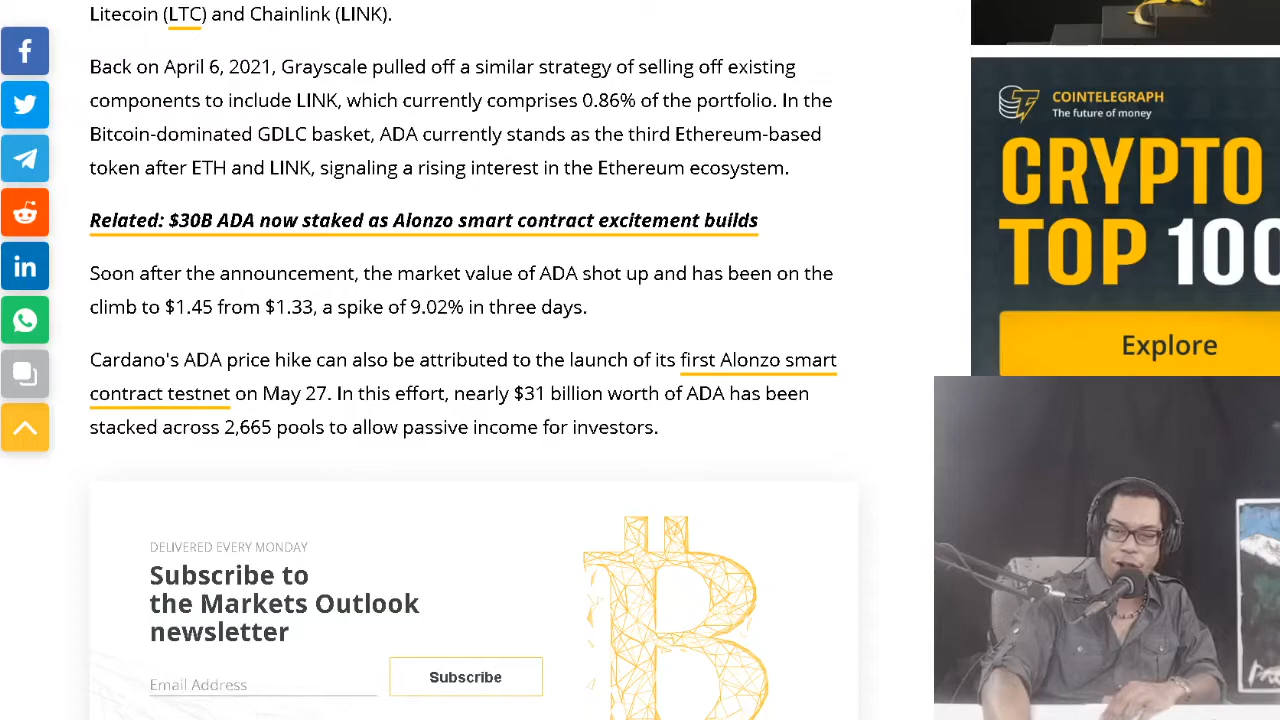 Litecoin (LTC) and Chainlink (LINK).
Back on April 6, 2021, Grayscale pulled off a similar strategy of selling off existing
components to include LINK, which currently comprises 0.86% of the portfolio. In the
Bitcoin-dominated GDLC basket, ADA currently stands as the third Ethereum-based
token after ETH and LINK, signaling a rising interest in the Ethereum ecosystem.
Related: $30B ADA now staked as Alonzo smart contract excitement builds
Soon after the announcement, the market value of ADA shot up and has been on the
climb to $1.45 from $1.33, a spike of 9.02% in three days.
Cardano's ADA price hike can also be attributed to the launch of its first Alonzo smart
contract testnet on May 27. In this effort, nearly $31 billion worth of ADA has been
stacked across 2,665 pools to allow passive income for investors.
DELIVERED EVERY MONDAY
Subscribe to
the Markets Outlook
newsletter
Email Address
Subscribe
COINTELEGRAPH
The future of money
CRYPTO
TOP 100
Explore